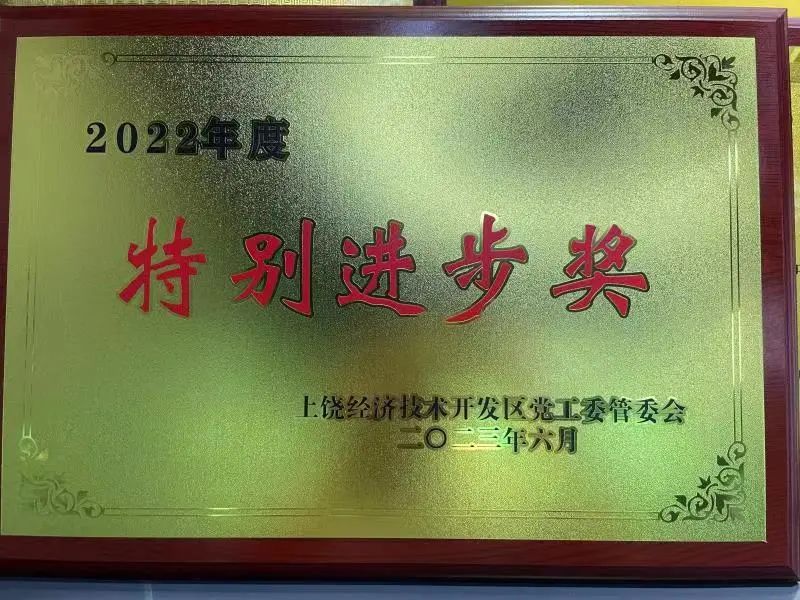 2022年度
特别进步奖
上饶经济技术开发区党工委管委会
二〇二三年六月